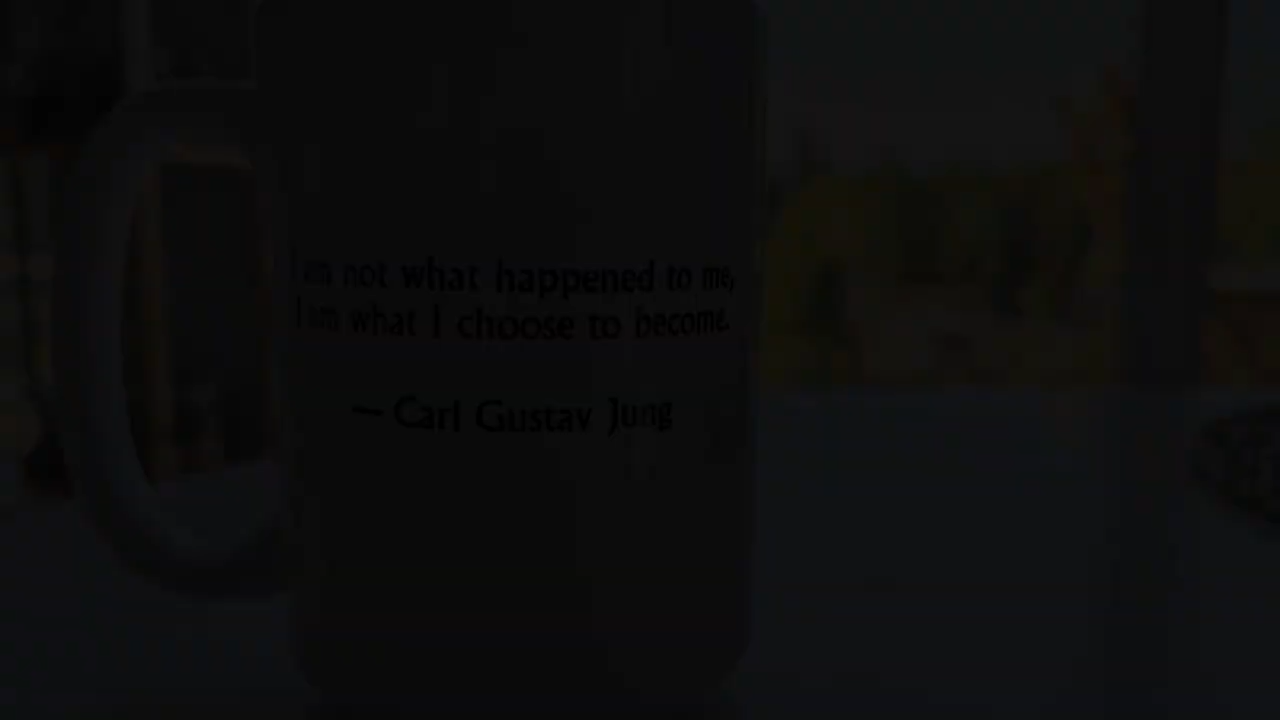 I am not what happened to me,
I am what I choose to become.
— Carl Gustav Jung